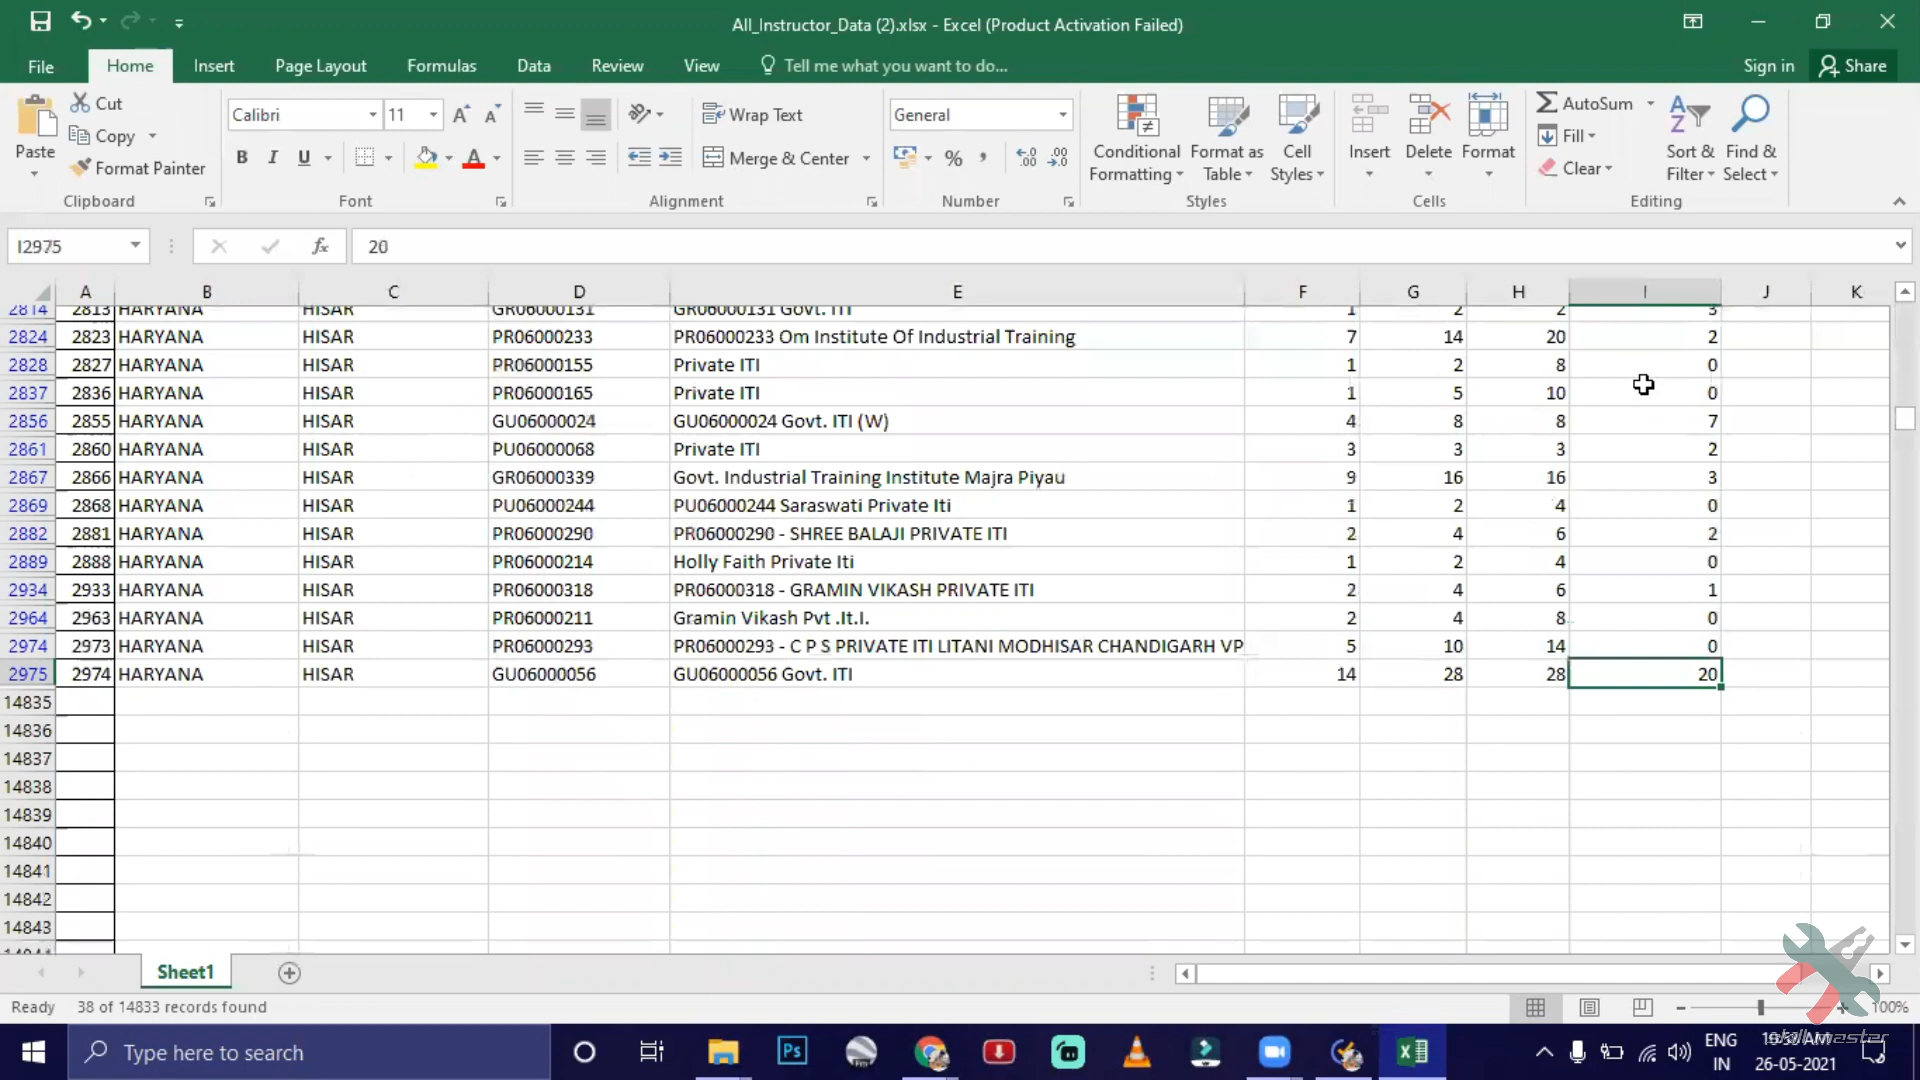 All_Instructor_Data (2).xlsx - Excel (Product Activation Failed)
File Home Insert Page Layout Formulas Data Review View Tell me what you want to do... Sign in Share
Paste Cut Copy Format Painter Clipboard
Calibri 11 A A B I U A Font
Wrap Text Merge & Center Alignment
General % , Number
Conditional Formatting Format as Table Cell Styles Styles
Insert Delete Format Cells
AutoSum Fill Clear Sort & Filter Find & Select Editing
I2975 fx 20
A B C D E F G H I J K
2814 2813 HARYANA HISAR GR06000131 GR06000131 Govt. ITI 1 2 2 3
2824 2823 HARYANA HISAR PR06000233 PR06000233 Om Institute Of Industrial Training 7 14 20 2
2828 2827 HARYANA HISAR PR06000155 Private ITI 1 2 8 0
2837 2836 HARYANA HISAR PR06000165 Private ITI 1 5 10 0
2856 2855 HARYANA HISAR GU06000024 GU06000024 Govt. ITI (W) 4 8 8 7
2861 2860 HARYANA HISAR PU06000068 Private ITI 3 3 3 2
2867 2866 HARYANA HISAR GR06000339 Govt. Industrial Training Institute Majra Piyau 9 16 16 3
2869 2868 HARYANA HISAR PU06000244 PU06000244 Saraswati Private Iti 1 2 4 0
2882 2881 HARYANA HISAR PR06000290 PR06000290 - SHREE BALAJI PRIVATE ITI 2 4 6 2
2889 2888 HARYANA HISAR PR06000214 Holly Faith Private Iti 1 2 4 0
2934 2933 HARYANA HISAR PR06000318 PR06000318 - GRAMIN VIKASH PRIVATE ITI 2 4 6 1
2964 2963 HARYANA HISAR PR06000211 Gramin Vikash Pvt .It.I. 2 4 8 0
2974 2973 HARYANA HISAR PR06000293 PR06000293 - C P S PRIVATE ITI LITANI MODHISAR CHANDIGARH VP 5 10 14 0
2975 2974 HARYANA HISAR GU06000056 GU06000056 Govt. ITI 14 28 28 20
14835
14836
14837
14838
14839
14840
14841
14842
14843
Sheet1
Ready 38 of 14833 records found 100%
Type here to search Ps ENG
IN 26-05-2021